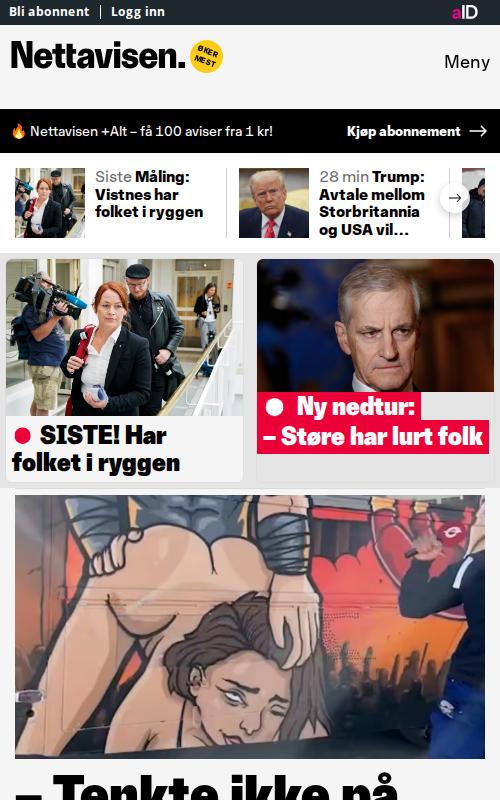 Bli abonnent
Logg inn
aID
Nettavisen.
ØKER
MEST
Meny
🔥 Nettavisen +Alt – få 100 aviser fra 1 kr!
Kjøp abonnement →
Siste Måling:
Vistnes har
folket i ryggen
28 min Trump:
Avtale mellom
Storbritannia
og USA vil...
SISTE! Har
folket i ryggen
Ny nedtur:
– Støre har lurt folk
– Tenkte ikke på